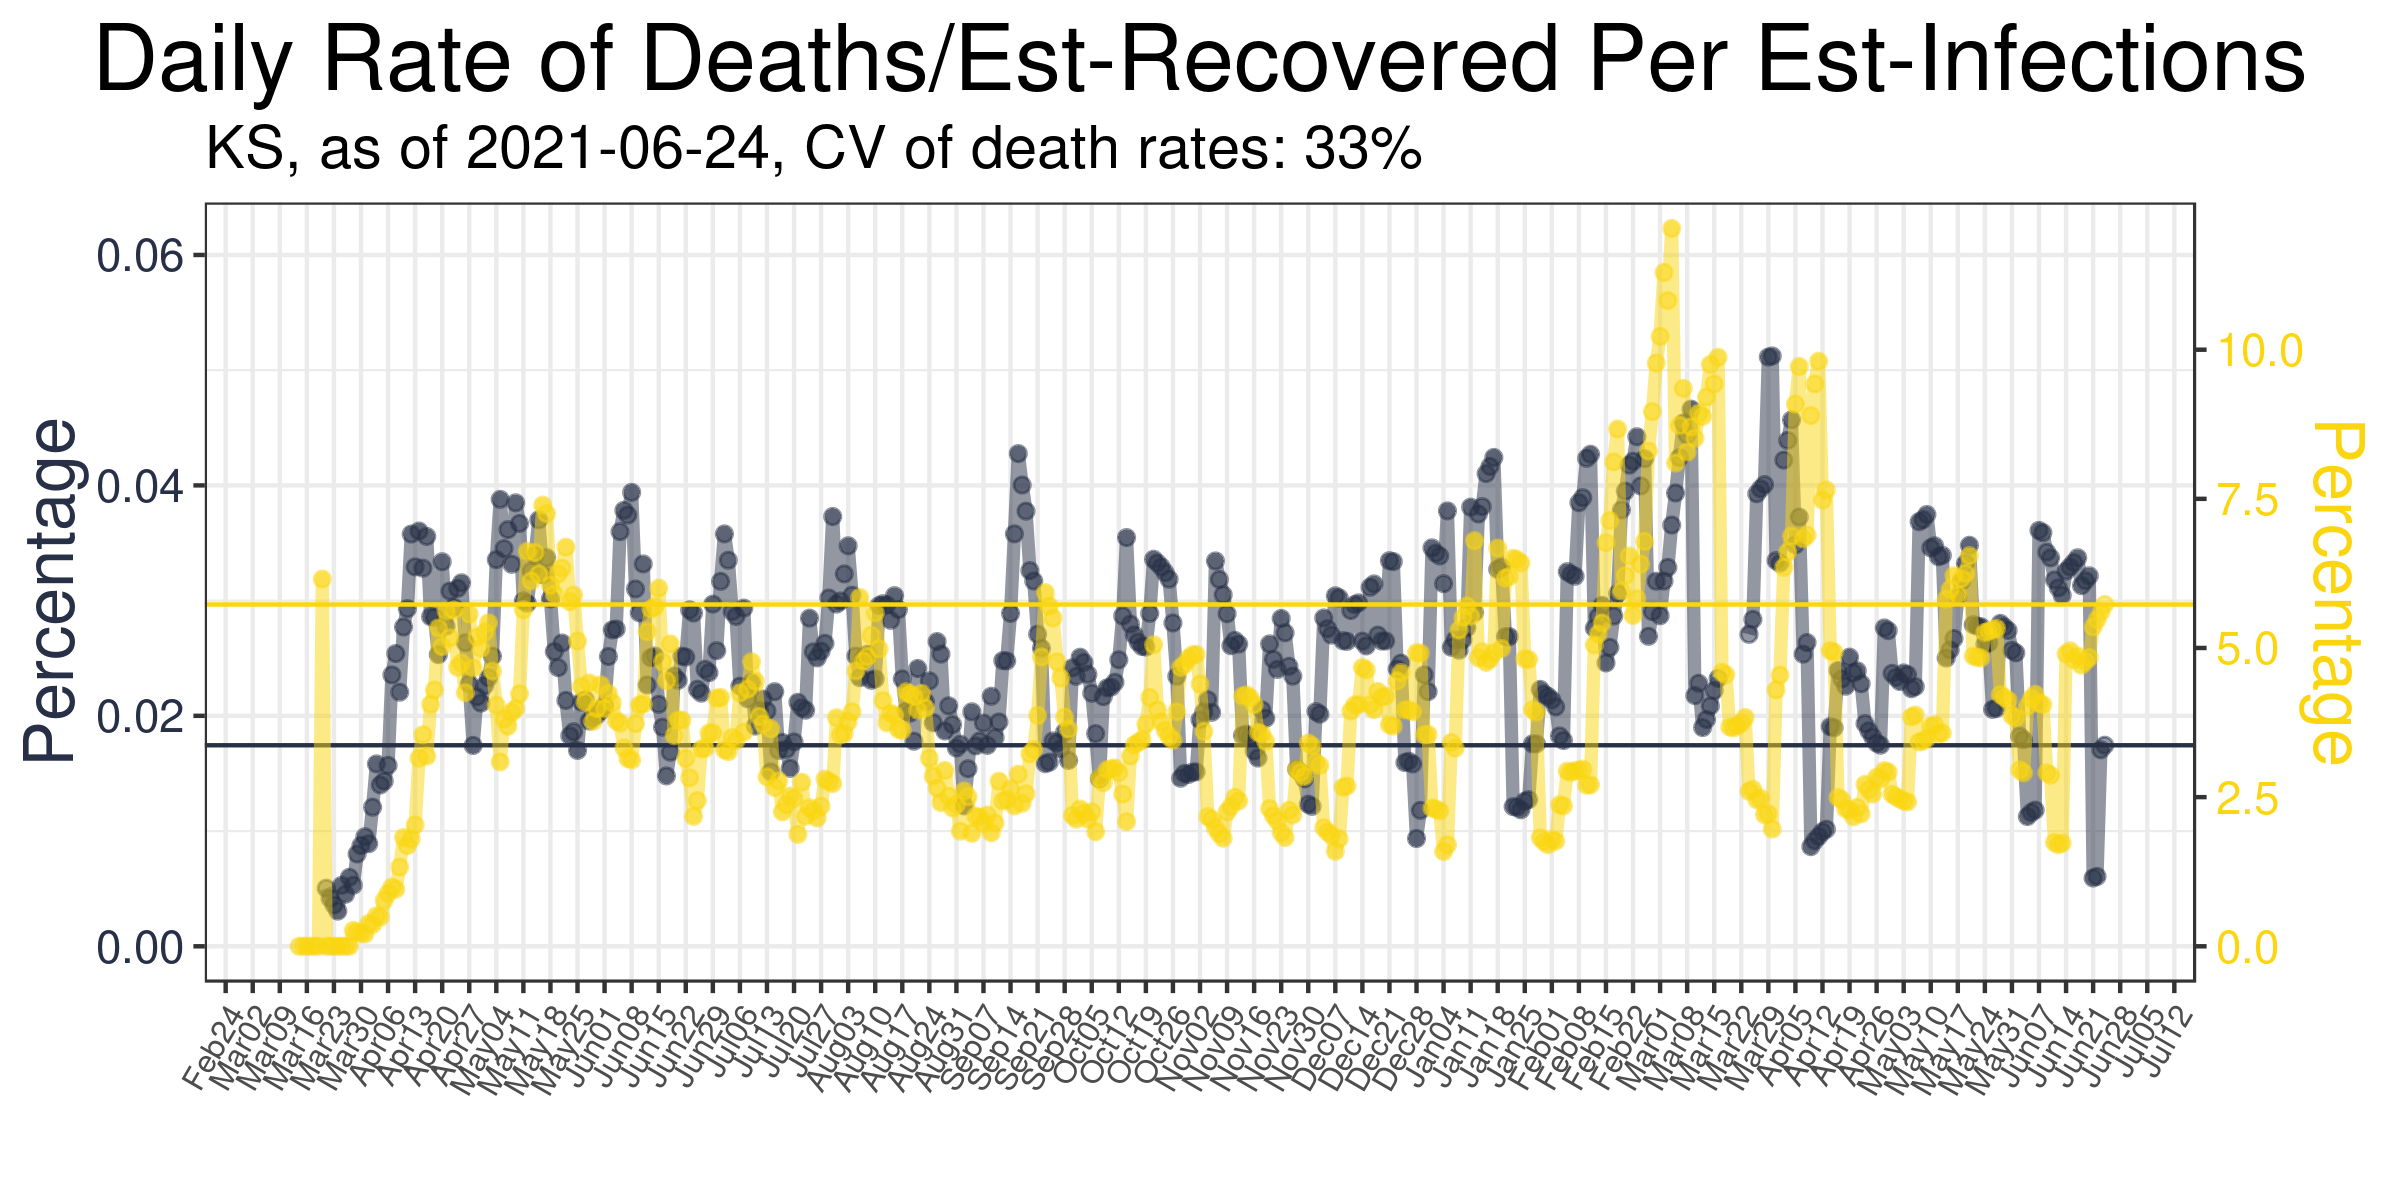 Daily Rate of Deaths/Est-Recovered Per Est-Infections
KS, as of 2021-06-24, CV of death rates: 33%
Percentage
0.06
0.04
0.02
0.00
10.0
7.5
5.0
2.5
0.0
Percentage
Feb24
Mar02
Mar09
Mar16
Mar23
Mar30
Apr06
Apr13
Apr20
Apr27
May04
May11
May18
May25
Jun01
Jun08
Jun15
Jun22
Jun29
Jul06
Jul13
Jul20
Jul27
Aug03
Aug10
Aug17
Aug24
Aug31
Sep07
Sep14
Sep21
Sep28
Oct05
Oct12
Oct19
Oct26
Nov02
Nov09
Nov16
Nov23
Nov30
Dec07
Dec14
Dec21
Dec28
Jan04
Jan11
Jan18
Jan25
Feb01
Feb08
Feb15
Feb22
Mar01
Mar08
Mar15
Mar22
Mar29
Apr05
Apr12
Apr19
Apr26
May03
May10
May17
May24
May31
Jun07
Jun14
Jun21
Jun28
Jul05
Jul12